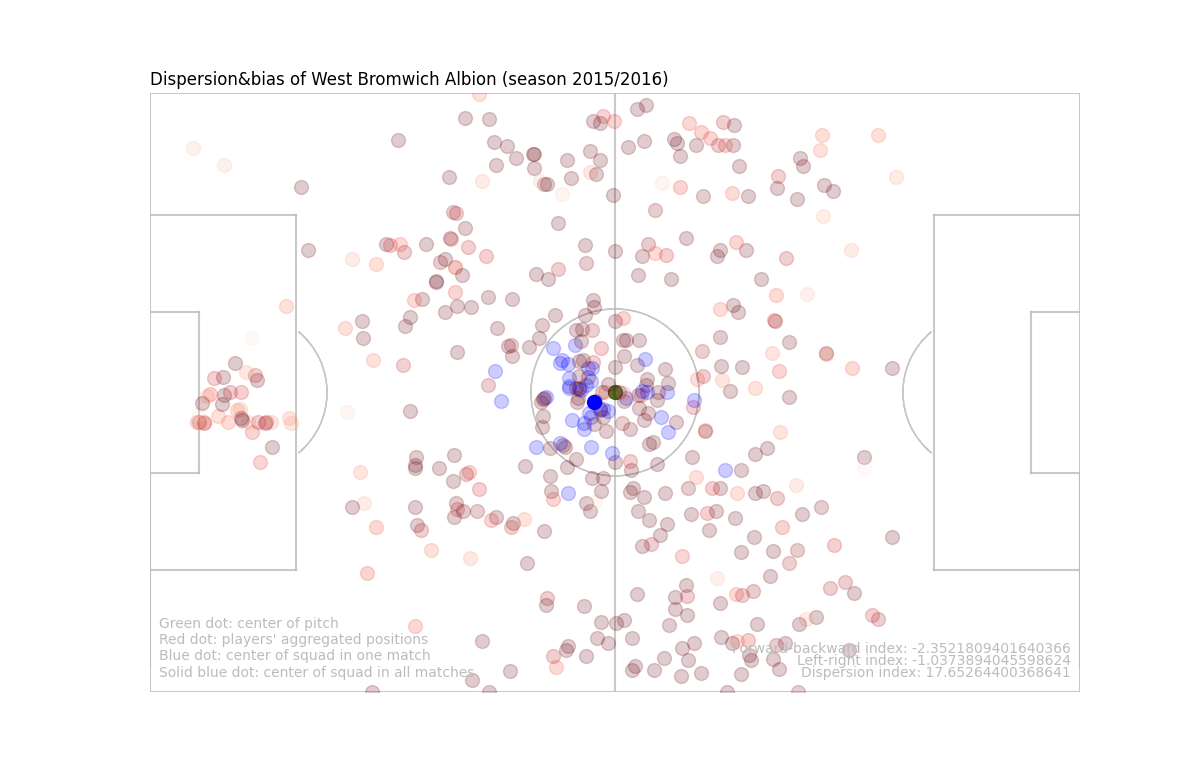 Dispersion&bias of West Bromwich Albion (season 2015/2016)
Green dot: center of pitch
Red dot: players' aggregated positions
Blue dot: center of squad in one match
Solid blue dot: center of squad in all matches
Forward-backward index: -2.3521809401640366
Left-right index: -1.0373894045598624
Dispersion index: 17.65264400368641